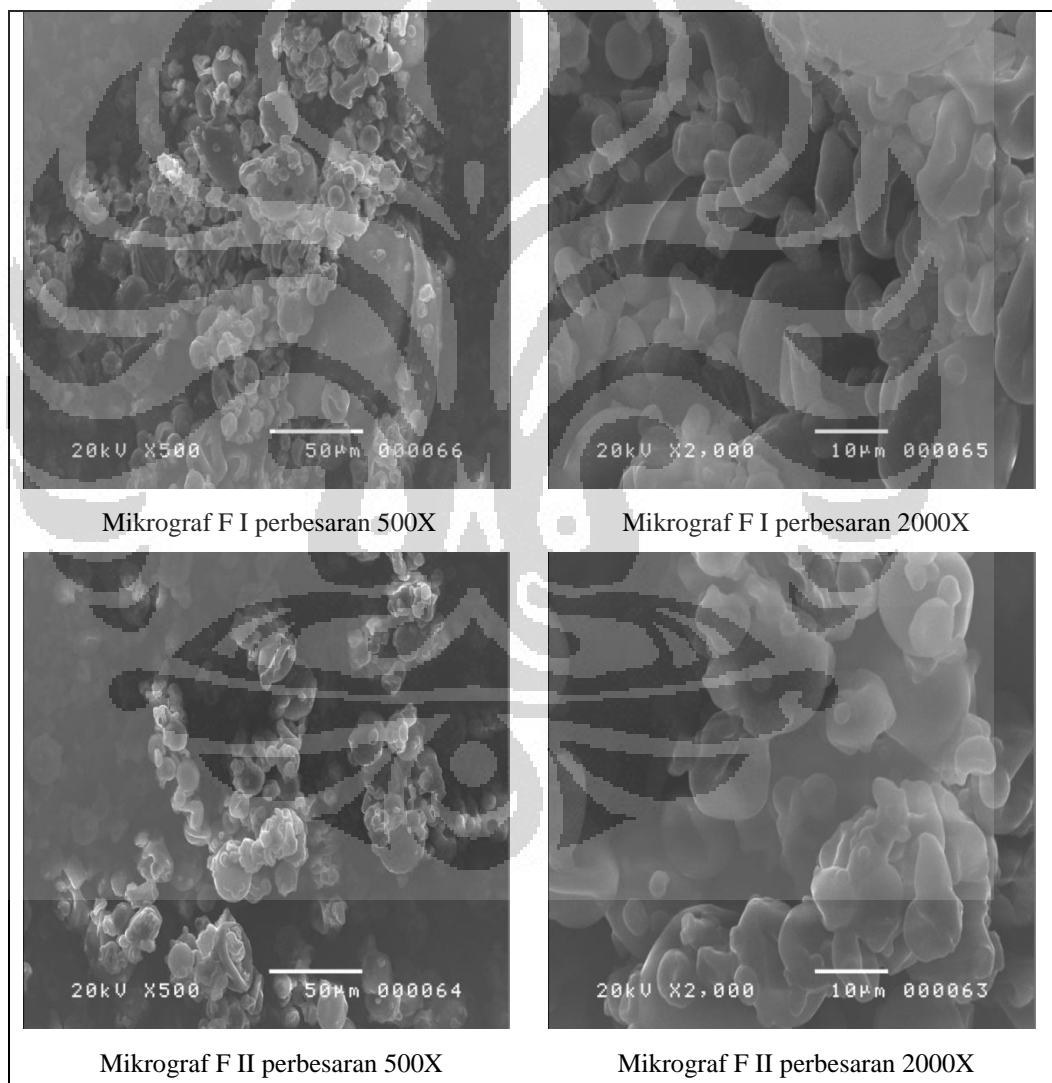 20kV X500 50µm 000066
20kV X2,000 10µm 000065
Mikrograf F I perbesaran 500X
Mikrograf F I perbesaran 2000X
20kV X500 50µm 000064
20kV X2,000 10µm 000063
Mikrograf F II perbesaran 500X
Mikrograf F II perbesaran 2000X